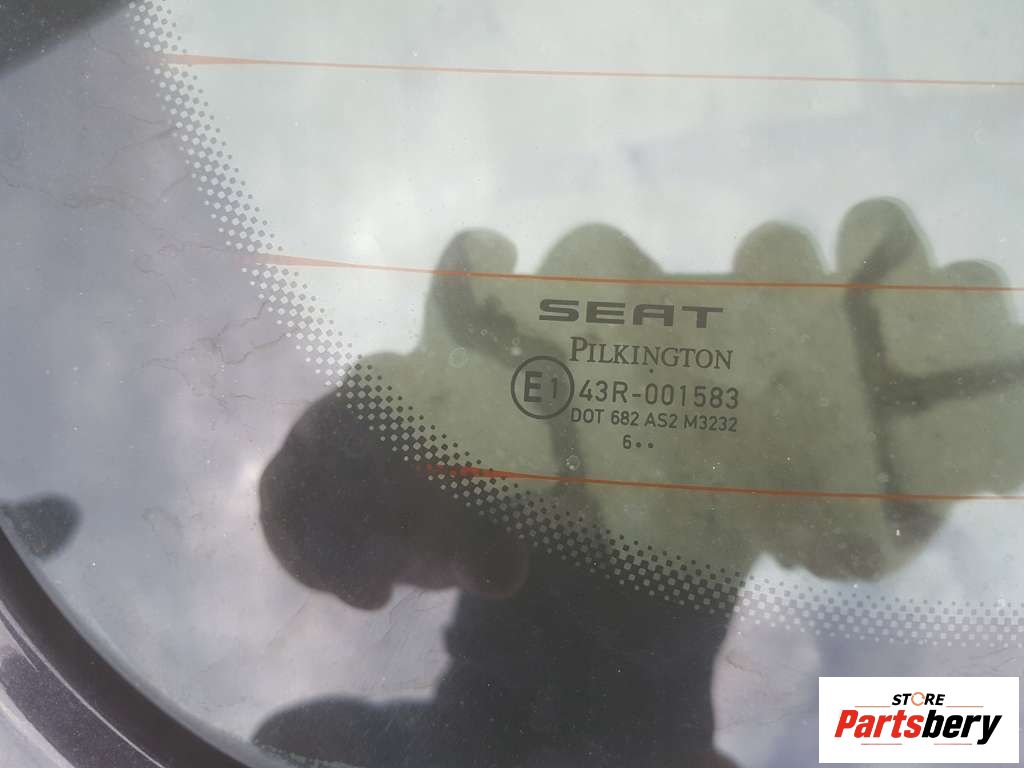 SEAT
PILKINGTON
E1 43R-001583
DOT 682 AS2 M3232
6••
STORE
Partsbery